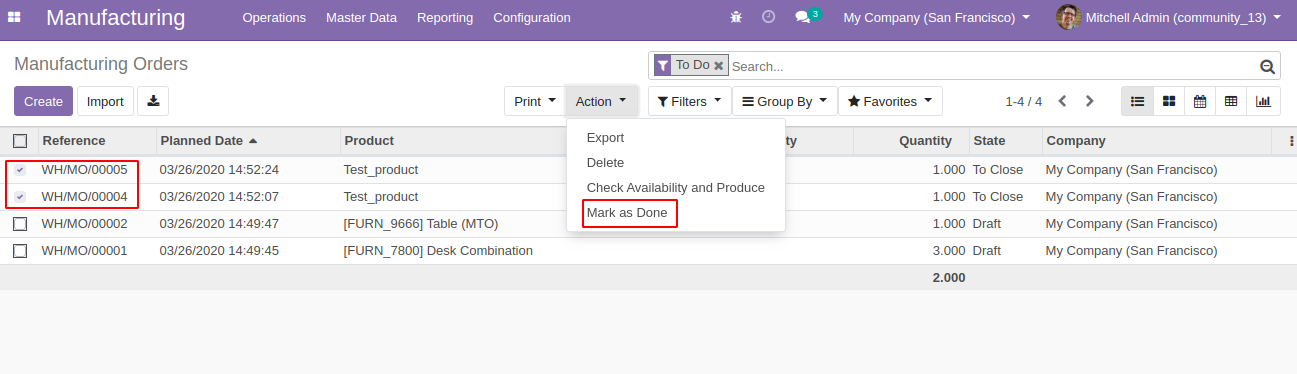 Manufacturing Operations Master Data Reporting Configuration 3 My Company (San Francisco) Mitchell Admin (community_13)
Manufacturing Orders To Do Search...
Create Import Print Action Filters Group By Favorites 1-4 / 4
Export
Delete
Check Availability and Produce
Mark as Done
Reference Planned Date Product ty Quantity State Company
WH/MO/00005 03/26/2020 14:52:24 Test_product 1.000 To Close My Company (San Francisco)
WH/MO/00004 03/26/2020 14:52:07 Test_product 1.000 To Close My Company (San Francisco)
WH/MO/00002 03/26/2020 14:49:47 [FURN_9666] Table (MTO) 1.000 Draft My Company (San Francisco)
WH/MO/00001 03/26/2020 14:49:45 [FURN_7800] Desk Combination 3.000 Draft My Company (San Francisco)
2.000